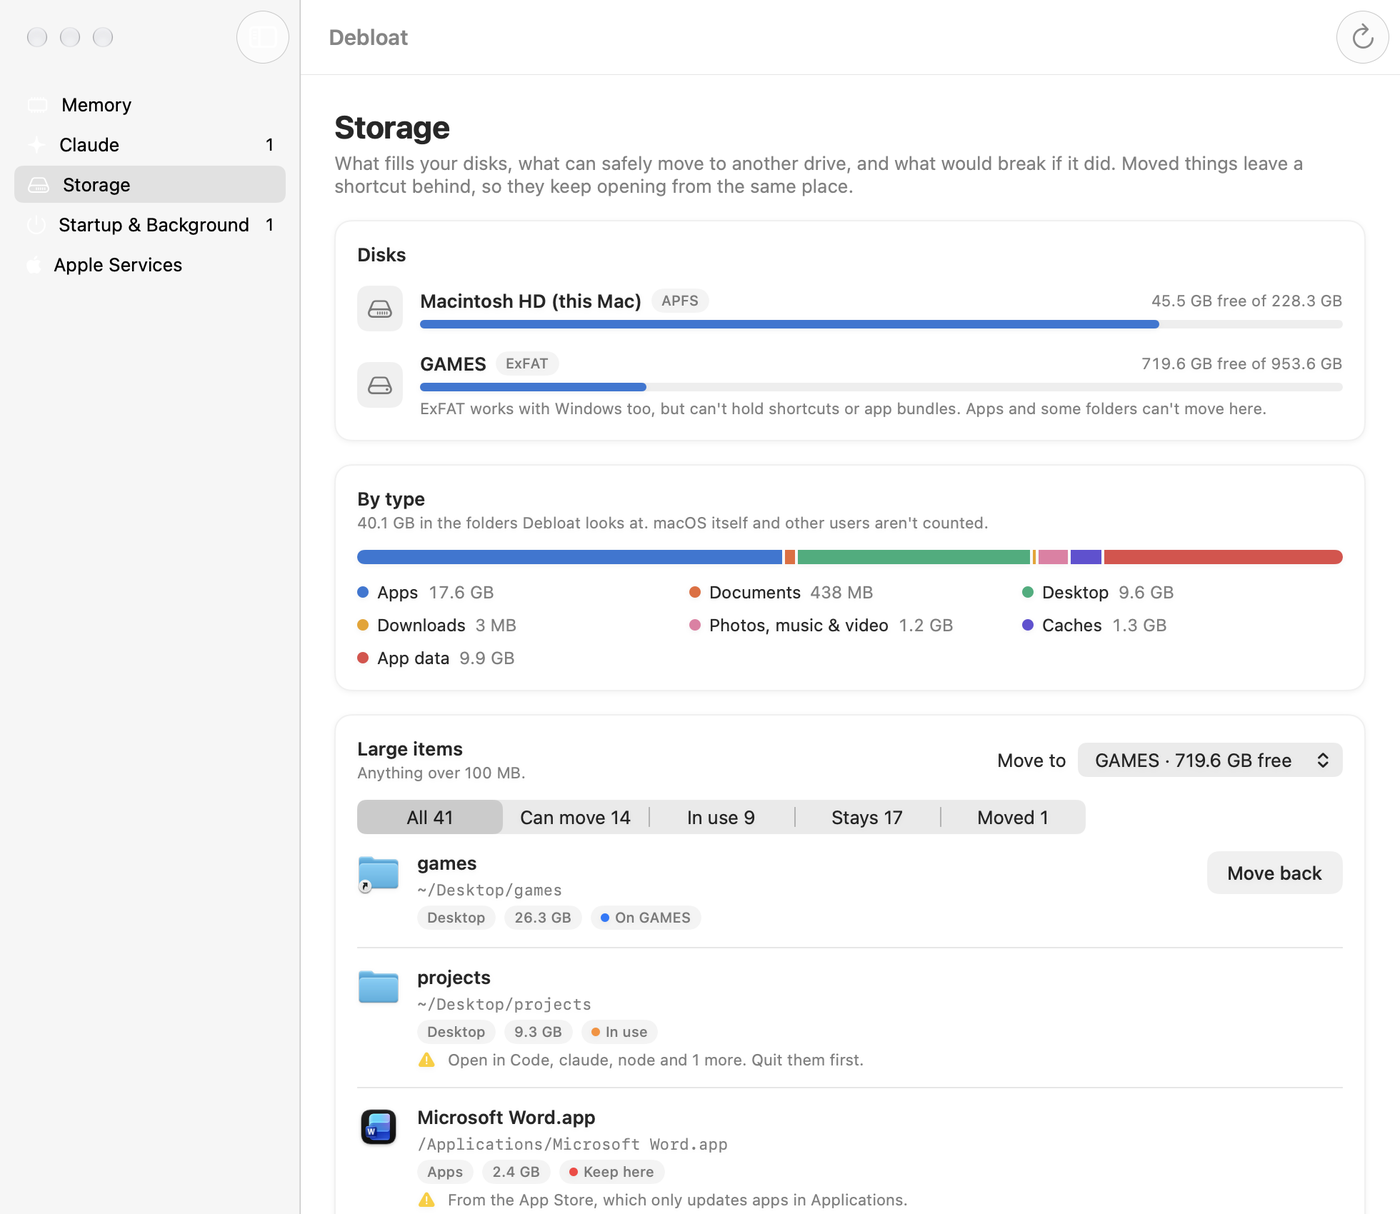 Debloat
Memory
Claude 1
Storage
Startup & Background 1
Apple Services
Storage
What fills your disks, what can safely move to another drive, and what would break if it did. Moved things leave a
shortcut behind, so they keep opening from the same place.
Disks
Macintosh HD (this Mac) APFS 45.5 GB free of 228.3 GB
GAMES ExFAT 719.6 GB free of 953.6 GB
ExFAT works with Windows too, but can't hold shortcuts or app bundles. Apps and some folders can't move here.
By type
40.1 GB in the folders Debloat looks at. macOS itself and other users aren't counted.
Apps 17.6 GB Documents 438 MB Desktop 9.6 GB
Downloads 3 MB Photos, music & video 1.2 GB Caches 1.3 GB
App data 9.9 GB
Large items
Anything over 100 MB.
Move to GAMES · 719.6 GB free
All 41 Can move 14 In use 9 Stays 17 Moved 1
games
~/Desktop/games
Desktop 26.3 GB On GAMES
Move back
projects
~/Desktop/projects
Desktop 9.3 GB In use
Open in Code, claude, node and 1 more. Quit them first.
Microsoft Word.app
/Applications/Microsoft Word.app
Apps 2.4 GB Keep here
From the App Store, which only updates apps in Applications.